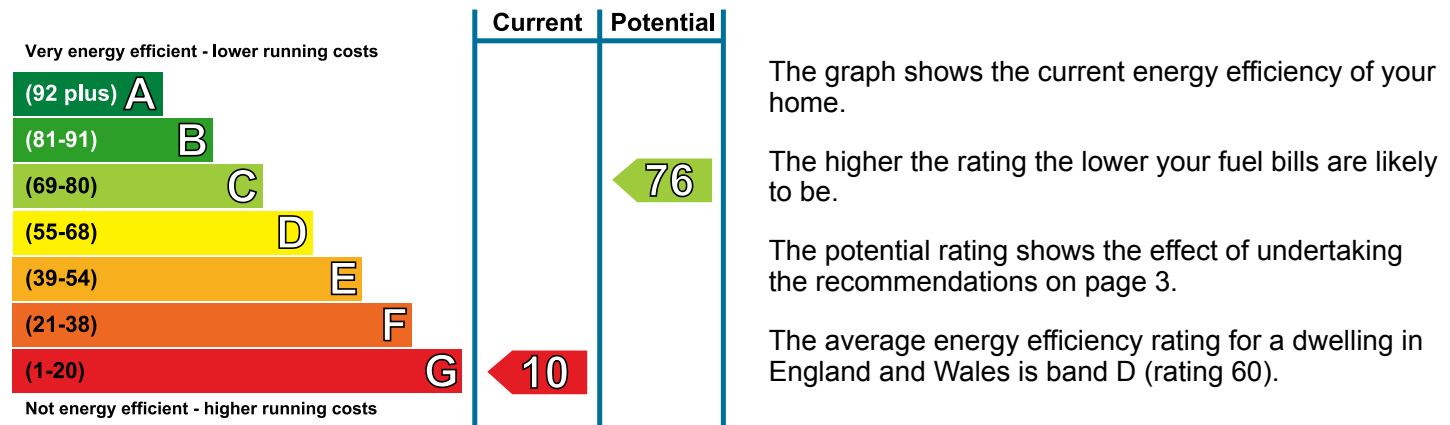 Current Potential
Very energy efficient - lower running costs
(92 plus) A
(81-91) B
(69-80) C
76
(55-68) D
(39-54) E
(21-38) F
(1-20) G
10
Not energy efficient - higher running costs
The graph shows the current energy efficiency of your
home.
The higher the rating the lower your fuel bills are likely
to be.
The potential rating shows the effect of undertaking
the recommendations on page 3.
The average energy efficiency rating for a dwelling in
England and Wales is band D (rating 60).